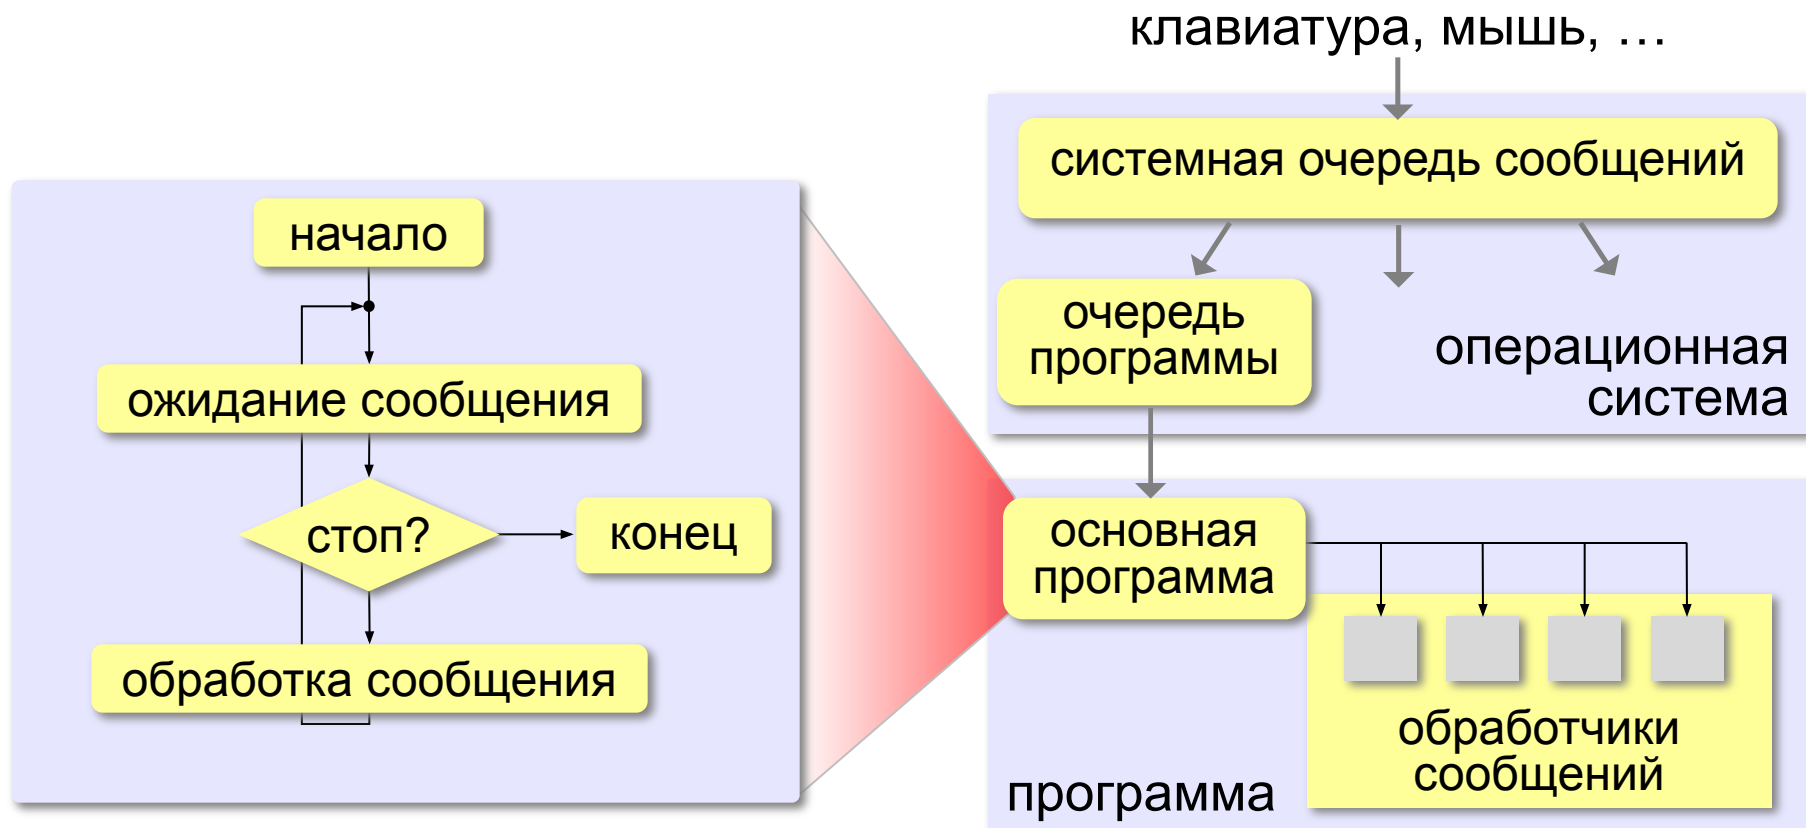 клавиатура, мышь, …
системная очередь сообщений
очередь
программы
операционная
система
начало
ожидание сообщения
стоп?
конец
обработка сообщения
основная
программа
обработчики
сообщений
программа